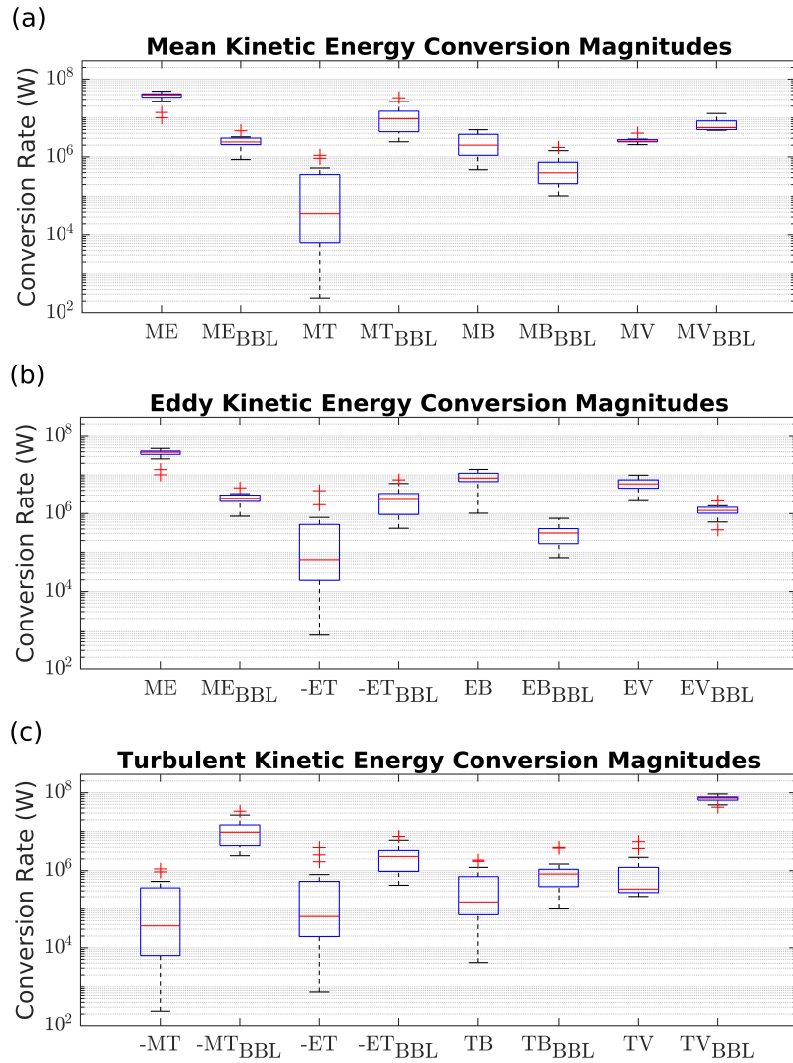 (a)
Mean Kinetic Energy Conversion Magnitudes
Conversion Rate (W)
10^8
10^6
10^4
10^2
ME ME_BBL MT MT_BBL MB MB_BBL MV MV_BBL
(b)
Eddy Kinetic Energy Conversion Magnitudes
Conversion Rate (W)
10^8
10^6
10^4
10^2
ME ME_BBL -ET -ET_BBL EB EB_BBL EV EV_BBL
(c)
Turbulent Kinetic Energy Conversion Magnitudes
Conversion Rate (W)
10^8
10^6
10^4
10^2
-MT -MT_BBL -ET -ET_BBL TB TB_BBL TV TV_BBL